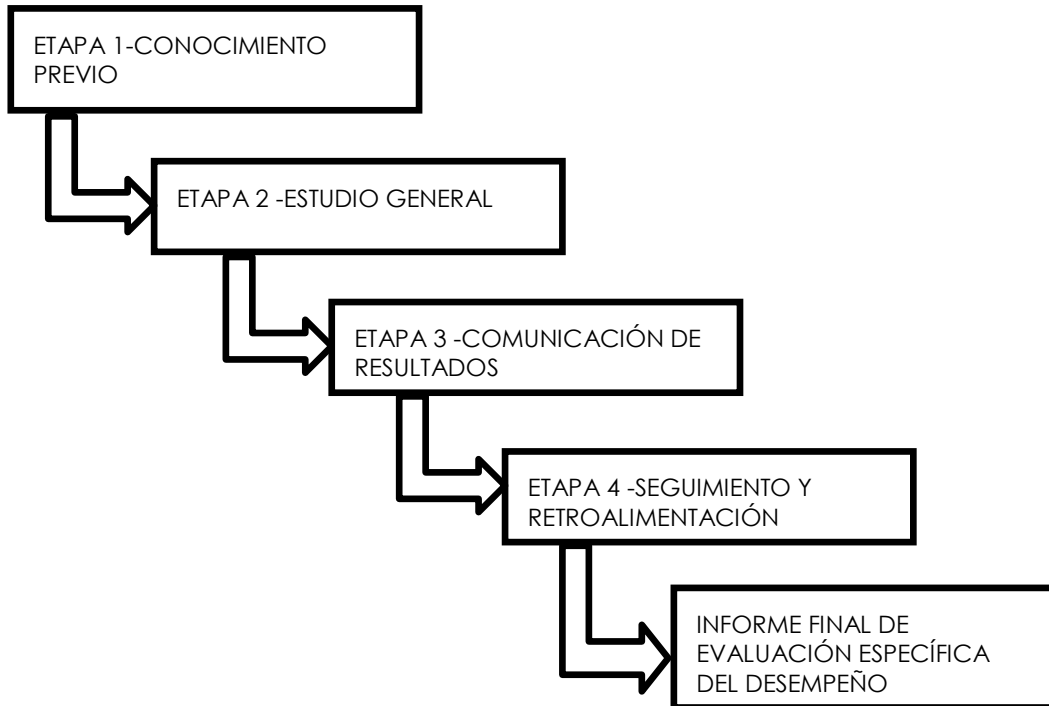 ETAPA 1-CONOCIMIENTO
PREVIO
ETAPA 2 -ESTUDIO GENERAL
ETAPA 3 -COMUNICACIÓN DE
RESULTADOS
ETAPA 4 -SEGUIMIENTO Y
RETROALIMENTACIÓN
INFORME FINAL DE
EVALUACIÓN ESPECÍFICA
DEL DESEMPEÑO